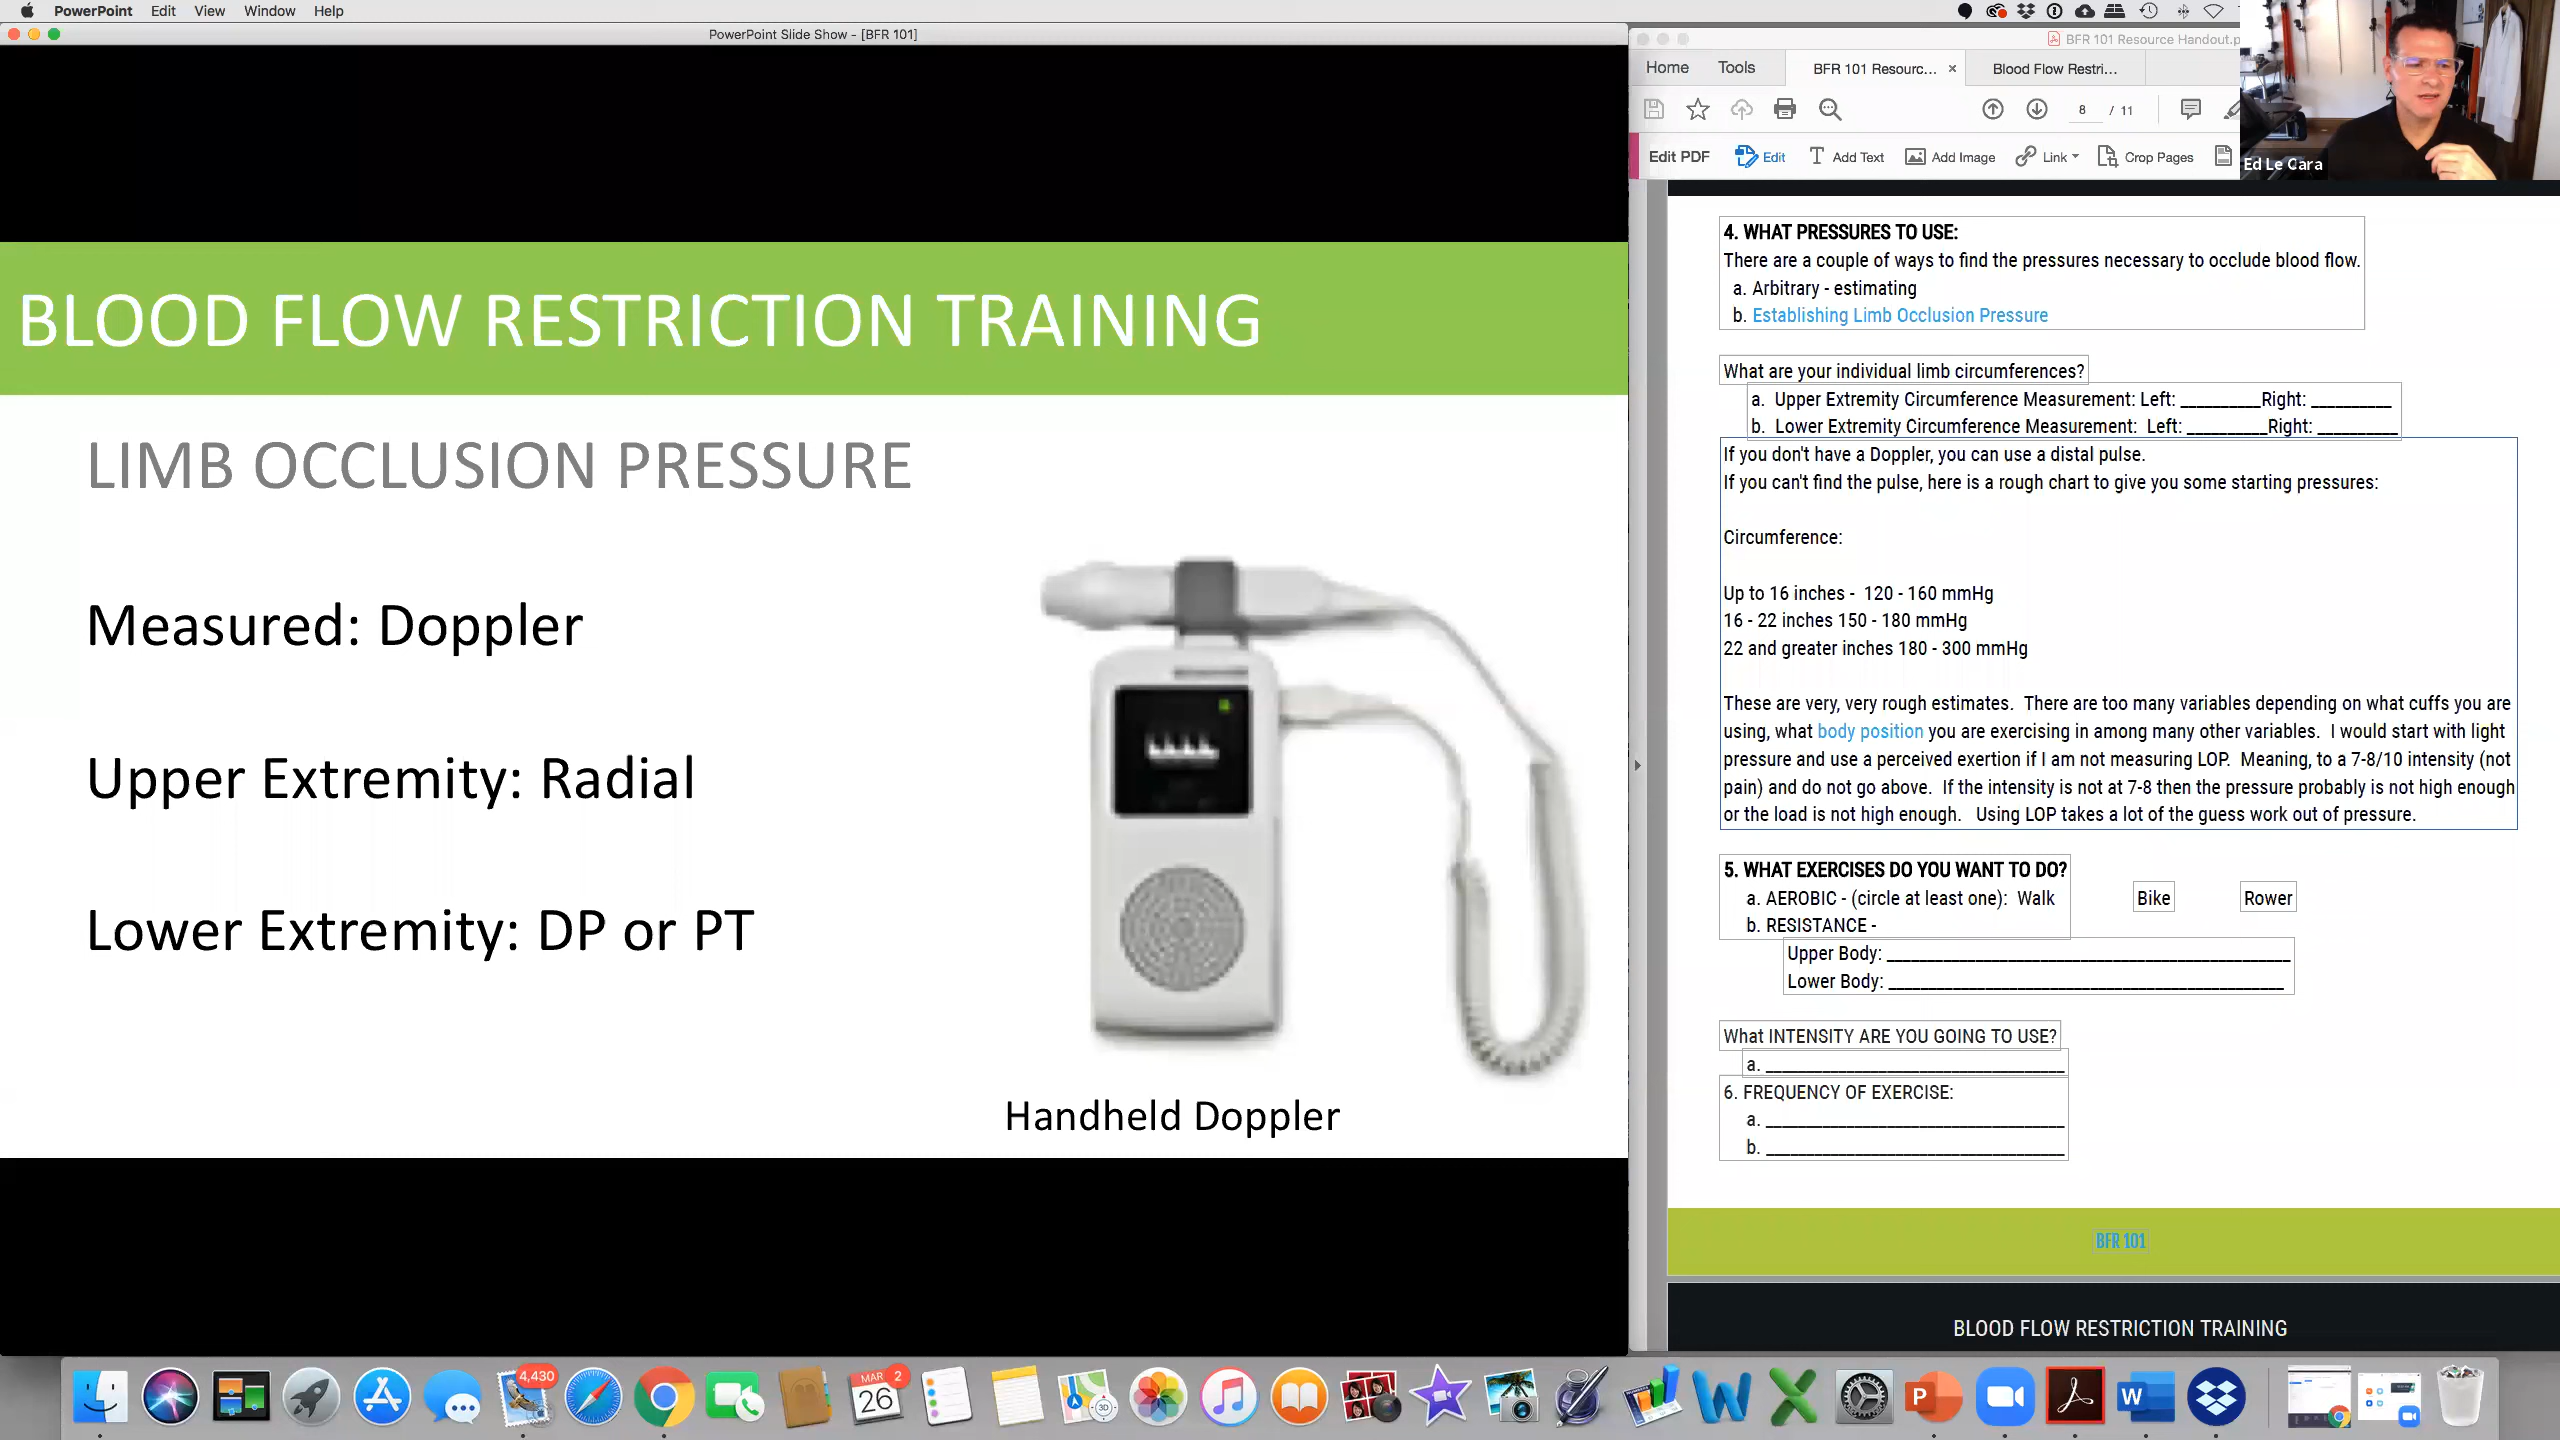 PowerPoint Edit View Window Help
PowerPoint Slide Show - [BFR 101]
BLOOD FLOW RESTRICTION TRAINING
LIMB OCCLUSION PRESSURE
Measured: Doppler
Upper Extremity: Radial
Lower Extremity: DP or PT
Handheld Doppler
BFR 101 Resource Handout.p
Home Tools BFR 101 Resourc... × Blood Flow Restri...
8 / 11
Edit PDF Edit Add Text Add Image Link Crop Pages
Ed Le Cara
4. WHAT PRESSURES TO USE:
There are a couple of ways to find the pressures necessary to occlude blood flow.
a. Arbitrary - estimating
b. Establishing Limb Occlusion Pressure
What are your individual limb circumferences?
a. Upper Extremity Circumference Measurement: Left: __________Right: __________
b. Lower Extremity Circumference Measurement: Left: __________Right: __________
If you don't have a Doppler, you can use a distal pulse.
If you can't find the pulse, here is a rough chart to give you some starting pressures:
Circumference:
Up to 16 inches - 120 - 160 mmHg
16 - 22 inches 150 - 180 mmHg
22 and greater inches 180 - 300 mmHg
These are very, very rough estimates. There are too many variables depending on what cuffs you are
using, what body position you are exercising in among many other variables. I would start with light
pressure and use a perceived exertion if I am not measuring LOP. Meaning, to a 7-8/10 intensity (not
pain) and do not go above. If the intensity is not at 7-8 then the pressure probably is not high enough
or the load is not high enough. Using LOP takes a lot of the guess work out of pressure.
5. WHAT EXERCISES DO YOU WANT TO DO?
a. AEROBIC - (circle at least one): Walk Bike Rower
b. RESISTANCE -
Upper Body: ______________________________________
Lower Body: ______________________________________
What INTENSITY ARE YOU GOING TO USE?
a. ______________________________
6. FREQUENCY OF EXERCISE:
a. ______________________________
b. ______________________________
BFR 101
BLOOD FLOW RESTRICTION TRAINING
4,430
MAR 2
26
3D
P
W